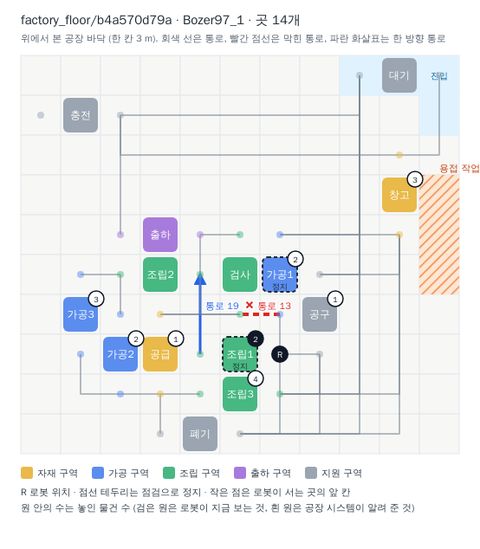 factory_floor/b4a570d79a · Bozer97_1 · 곳 14개
위에서 본 공장 바닥 (한 칸 3 m). 회색 선은 통로, 빨간 점선은 막힌 통로, 파란 화살표는 한 방향 통로
대기
충전
용접 작업
3
창고
출하
조립2
검사
2
가공1
정지
통로 19
✖ 통로 13
3
가공3
1
공구
2
가공2
1
공급
2
조립1
정지
R
4
조립3
폐기
자재 구역
가공 구역
조립 구역
출하 구역
지원 구역
R 로봇 위치 · 점선 테두리는 점검으로 정지 · 작은 점은 로봇이 서는 곳의 앞 칸
원 안의 수는 놓인 물건 수 (검은 원은 로봇이 지금 보는 것, 흰 원은 공장 시스템이 알려 준 것)